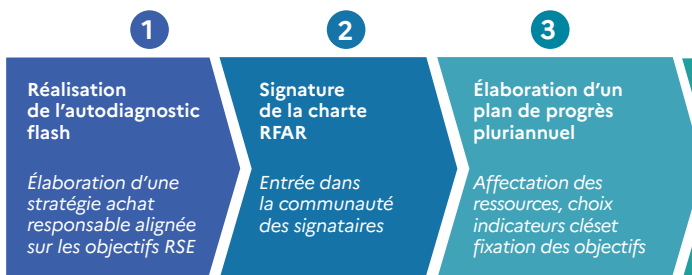 1
Réalisation
de l'autodiagnostic
flash
Élaboration d'une
stratégie achat
responsable alignée
sur les objectifs RSE
2
Signature
de la charte
RFAR
Entrée dans
la communauté
des signataires
3
Élaboration d'un
plan de progrès
pluriannuel
Affectation des
ressources, choix
indicateurs cléset
fixation des objectifs